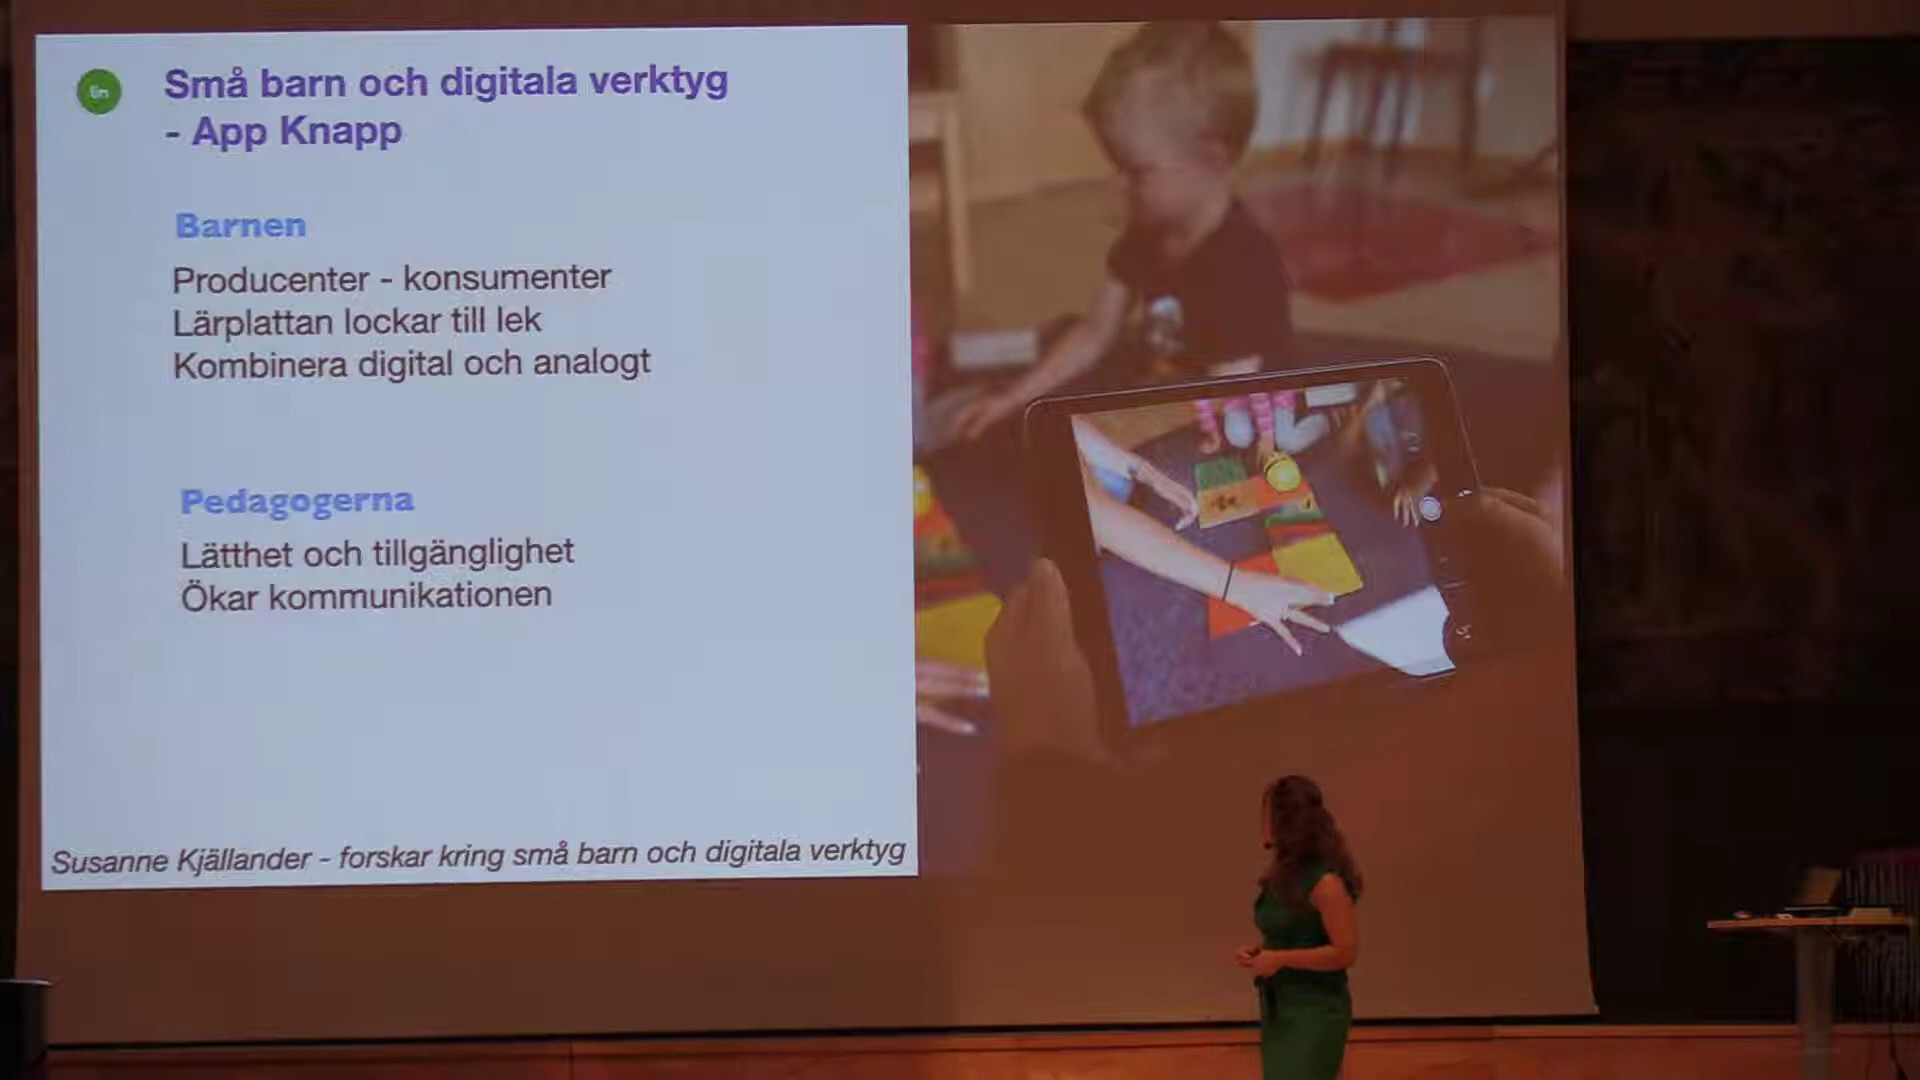 Små barn och digitala verktyg
- App Knapp
Barnen
Producenter - konsumenter
Lärplattan lockar till lek
Kombinera digital och analogt
Pedagogerna
Lätthet och tillgänglighet
Ökar kommunikationen
Susanne Kjällander - forskar kring små barn och digitala verktyg